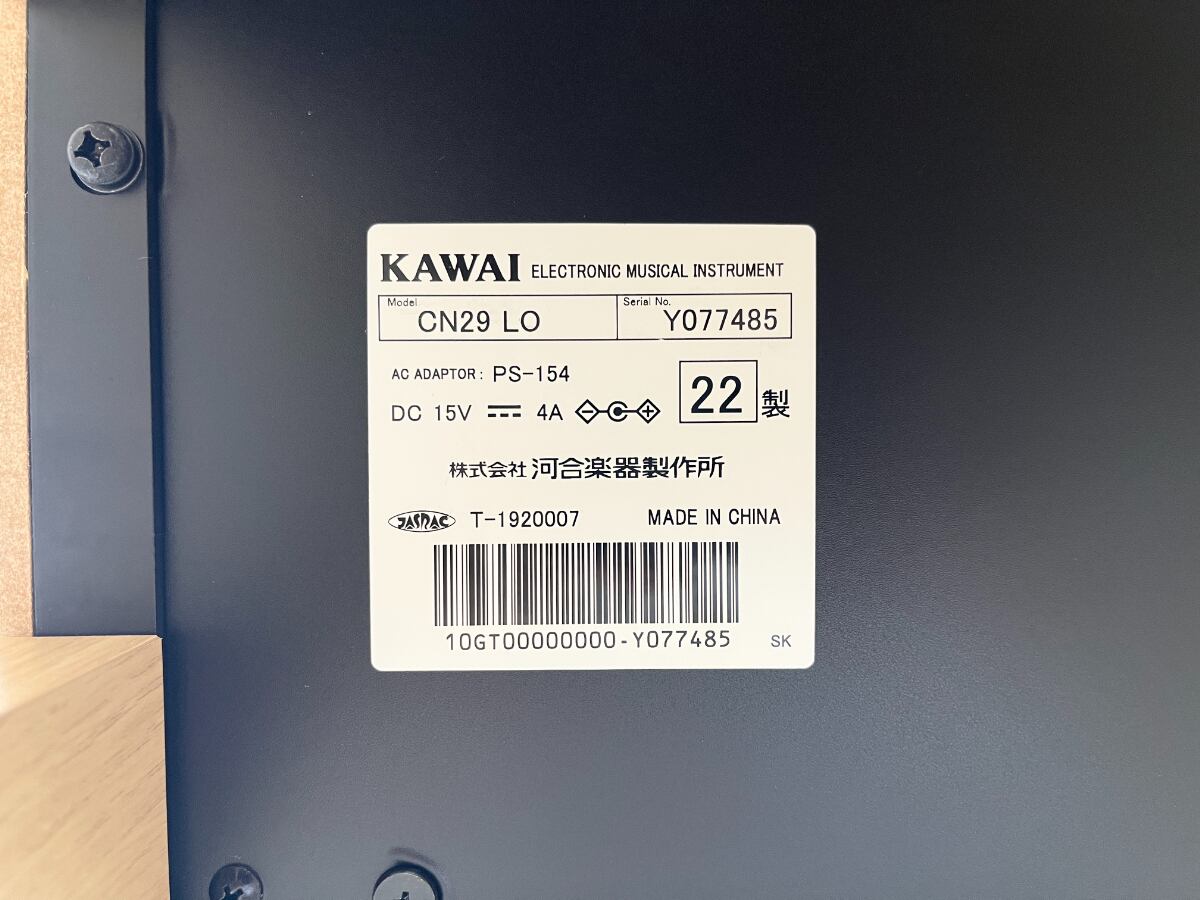 KAWAI ELECTRONIC MUSICAL INSTRUMENT
Model CN29 LO Serial No. Y077485
AC ADAPTOR: PS-154
DC 15V 4A 22 製
株式会社 河合楽器製作所
JASRAC T-1920007 MADE IN CHINA
10GT00000000-Y077485 SK